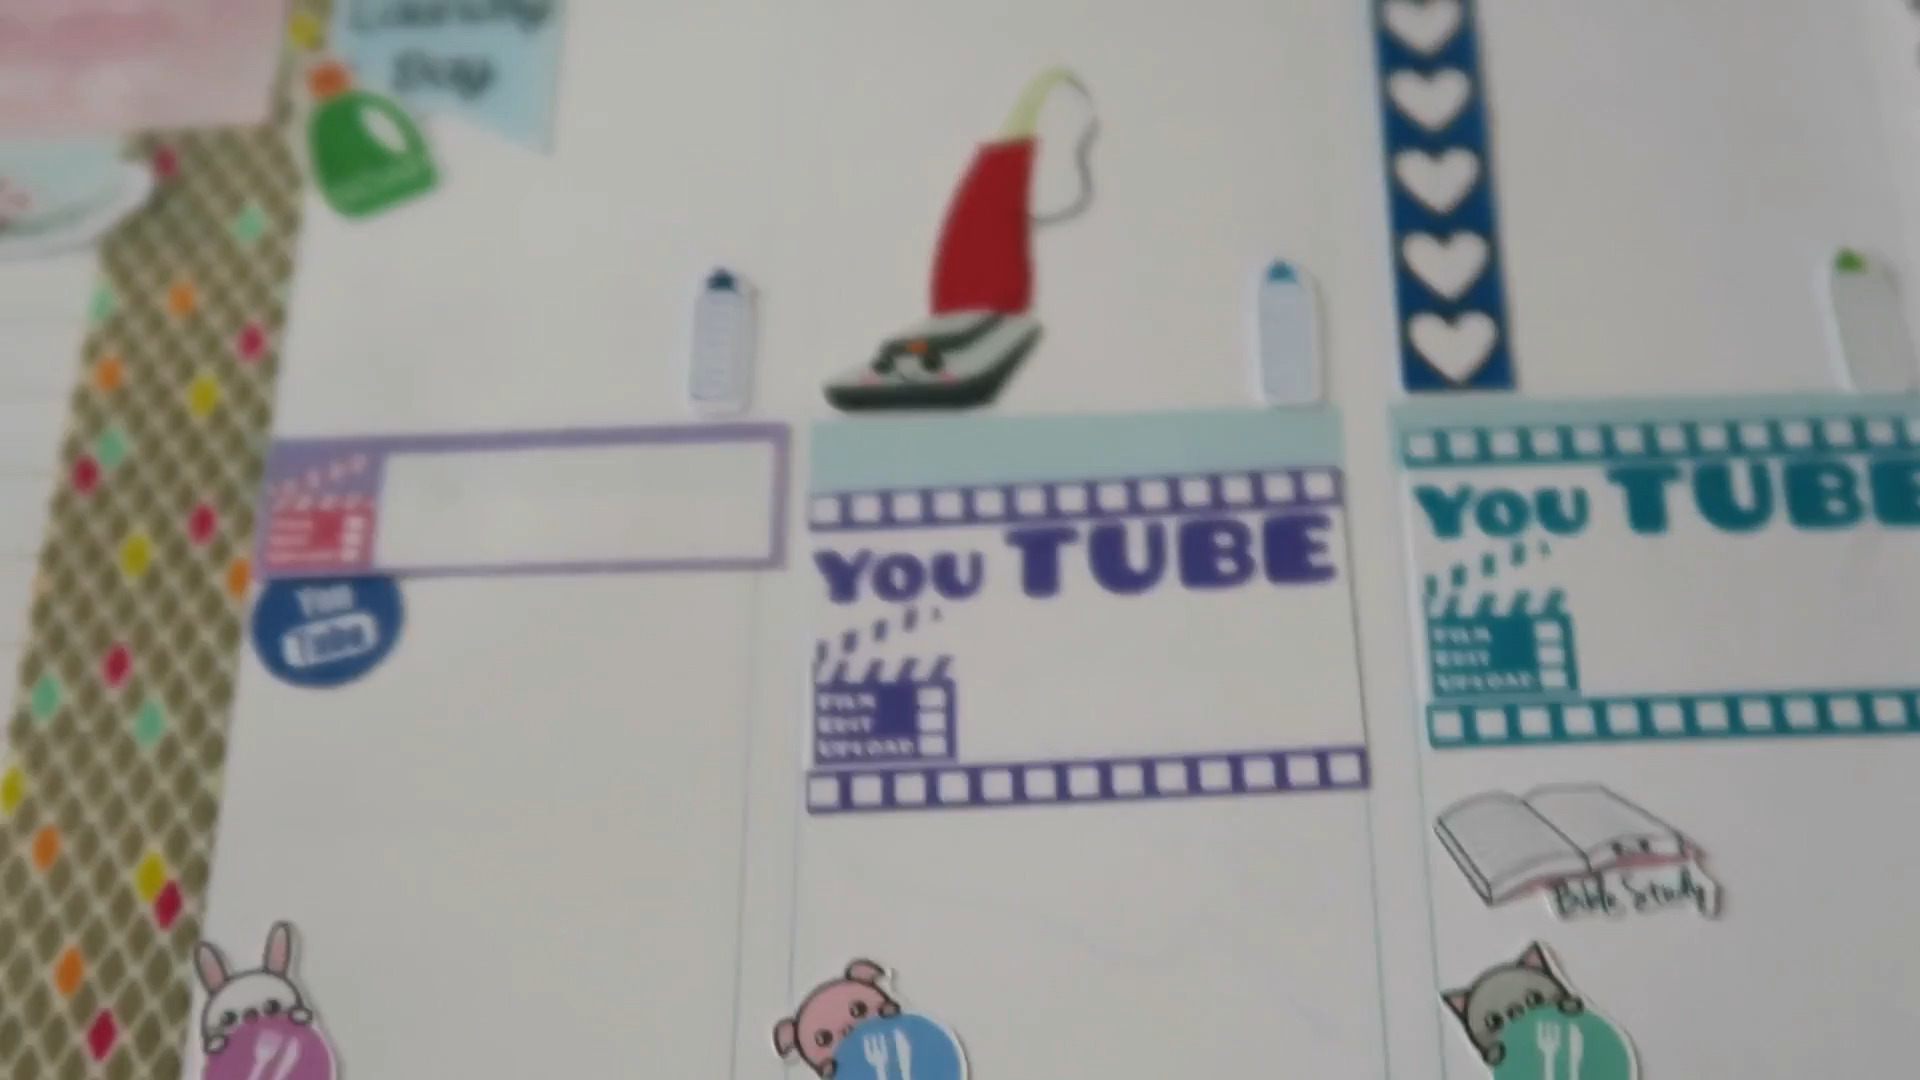 Laundry
Day
YOU TUBE
FILM
EDIT
UPLOAD
YOU TUBE
FILM
EDIT
UPLOAD
You
Tube
Bible Study